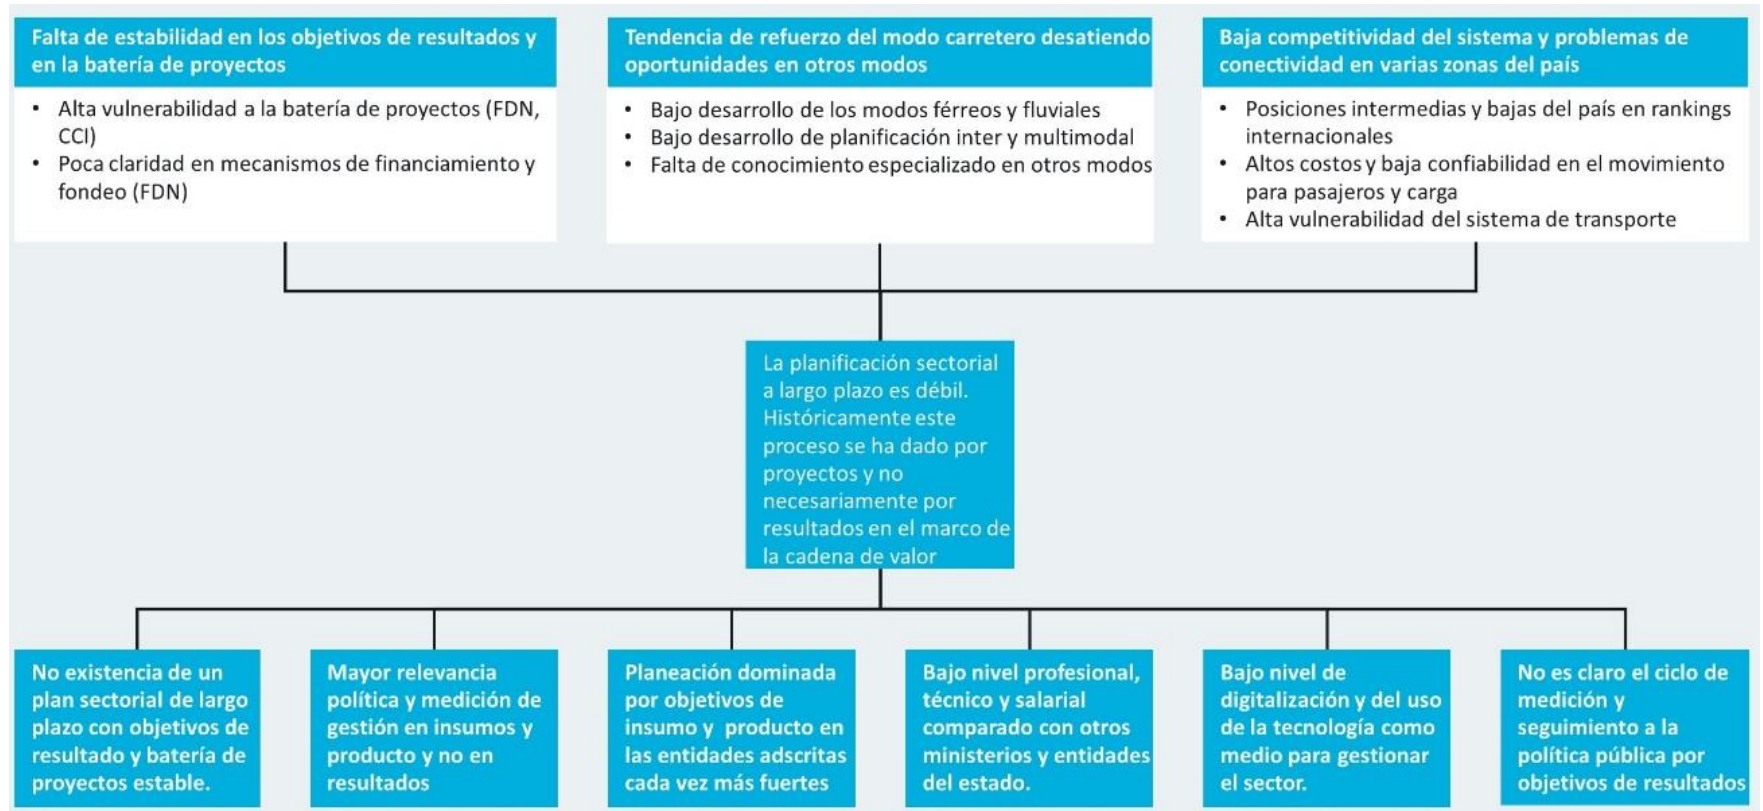 Falta de estabilidad en los objetivos de resultados y
en la batería de proyectos
• Alta vulnerabilidad a la batería de proyectos (FDN,
CCI)
• Poca claridad en mecanismos de financiamiento y
fondeo (FDN)
Tendencia de refuerzo del modo carretero desatiendo
oportunidades en otros modos
• Bajo desarrollo de los modos férreos y fluviales
• Bajo desarrollo de planificación inter y multimodal
• Falta de conocimiento especializado en otros modos
Baja competitividad del sistema y problemas de
conectividad en varias zonas del país
• Posiciones intermedias y bajas del país en rankings
internacionales
• Altos costos y baja confiabilidad en el movimiento
para pasajeros y carga
• Alta vulnerabilidad del sistema de transporte
La planificación sectorial
a largo plazo es débil.
Históricamente este
proceso se ha dado por
proyectos y no
necesariamente por
resultados en el marco de
la cadena de valor
No existencia de un
plan sectorial de largo
plazo con objetivos de
resultado y batería de
proyectos estable.
Mayor relevancia
política y medición de
gestión en insumos y
producto y no en
resultados
Planeación dominada
por objetivos de
insumo y producto en
las entidades adscritas
cada vez más fuertes
Bajo nivel profesional,
técnico y salarial
comparado con otros
ministerios y entidades
del estado.
Bajo nivel de
digitalización y del uso
de la tecnología como
medio para gestionar
el sector.
No es claro el ciclo de
medición y
seguimiento a la
política pública por
objetivos de resultados